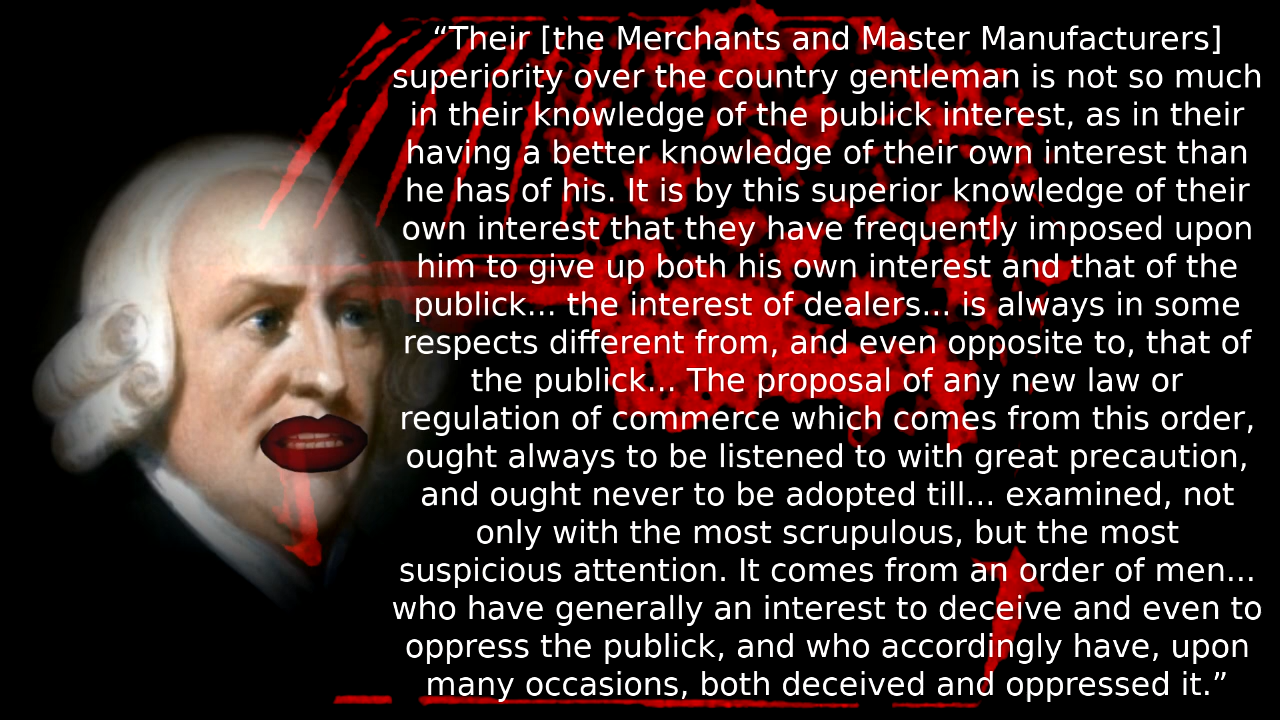 “Their [the Merchants and Master Manufacturers]
superiority over the country gentleman is not so much
in their knowledge of the publick interest, as in their
having a better knowledge of their own interest than
he has of his. It is by this superior knowledge of their
own interest that they have frequently imposed upon
him to give up both his own interest and that of the
publick... the interest of dealers... is always in some
respects different from, and even opposite to, that of
the publick... The proposal of any new law or
regulation of commerce which comes from this order,
ought always to be listened to with great precaution,
and ought never to be adopted till... examined, not
only with the most scrupulous, but the most
suspicious attention. It comes from an order of men...
who have generally an interest to deceive and even to
oppress the publick, and who accordingly have, upon
many occasions, both deceived and oppressed it.”